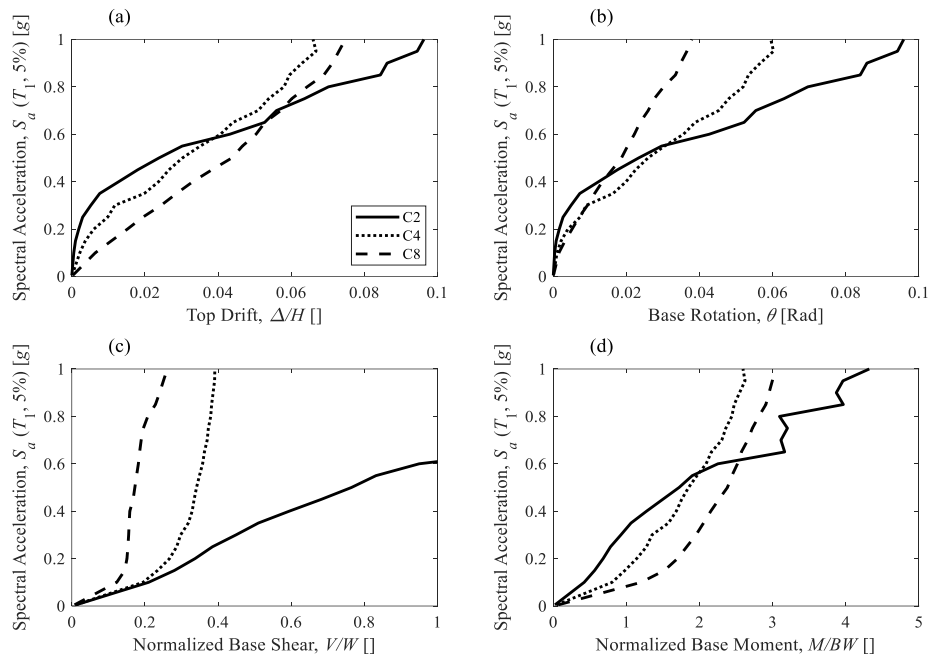 (a)
Spectral Acceleration, S_a (T_1, 5%) [g]
1
0.8
0.6
0.4
0.2
0
0 0.02 0.04 0.06 0.08 0.1
Top Drift, Δ/H []
C2
C4
C8
(b)
Spectral Acceleration, S_a (T_1, 5%) [g]
1
0.8
0.6
0.4
0.2
0
0 0.02 0.04 0.06 0.08 0.1
Base Rotation, θ [Rad]
(c)
Spectral Acceleration, S_a (T_1, 5%) [g]
1
0.8
0.6
0.4
0.2
0
0 0.2 0.4 0.6 0.8 1
Normalized Base Shear, V/W []
(d)
Spectral Acceleration, S_a (T_1, 5%) [g]
1
0.8
0.6
0.4
0.2
0
0 1 2 3 4 5
Normalized Base Moment, M/BW []